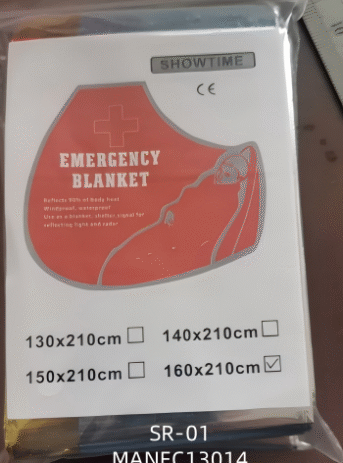 SHOWTIME
CE
EMERGENCY
BLANKET
Reflects 90% of body heat
Windproof, waterproof
Use as a blanket, shelter, signal for
reflecting light and radar
130x210cm 140x210cm
150x210cm 160x210cm
SR-01
MANEC13014